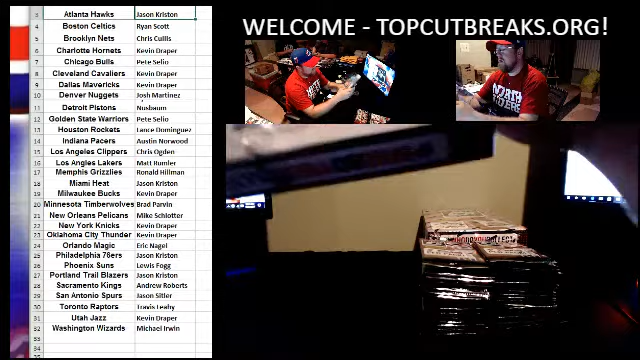 WELCOME - TOPCUTBREAKS.ORG!
3 Atlanta Hawks Jason Kriston
4 Boston Celtics Ryan Scott
5 Brooklyn Nets Chris Cuills
6 Charlotte Hornets Kevin Draper
7 Chicago Bulls Pete Selio
8 Cleveland Cavaliers Kevin Draper
9 Dallas Mavericks Kevin Draper
10 Denver Nuggets Josh Martinez
11 Detroit Pistons Nusbaum
12 Golden State Warriors Pete Selio
13 Houston Rockets Lance Dominguez
14 Indiana Pacers Austin Norwood
15 Los Angeles Clippers Chris Ogden
16 Los Angeles Lakers Matt Rumler
17 Memphis Grizzlies Ronald Hillman
18 Miami Heat Jason Kriston
19 Milwaukee Bucks Kevin Draper
20 Minnesota Timberwolves Brad Parvin
21 New Orleans Pelicans Mike Schlotter
22 New York Knicks Kevin Draper
23 Oklahoma City Thunder Kevin Draper
24 Orlando Magic Eric Nagel
25 Philadelphia 76ers Jason Kriston
26 Phoenix Suns Lewis Fogg
27 Portland Trail Blazers Jason Kriston
28 Sacramento Kings Andrew Roberts
29 San Antonio Spurs Jason Sitler
30 Toronto Raptors Travis Leahy
31 Utah Jazz Kevin Draper
32 Washington Wizards Michael Irwin
33
34